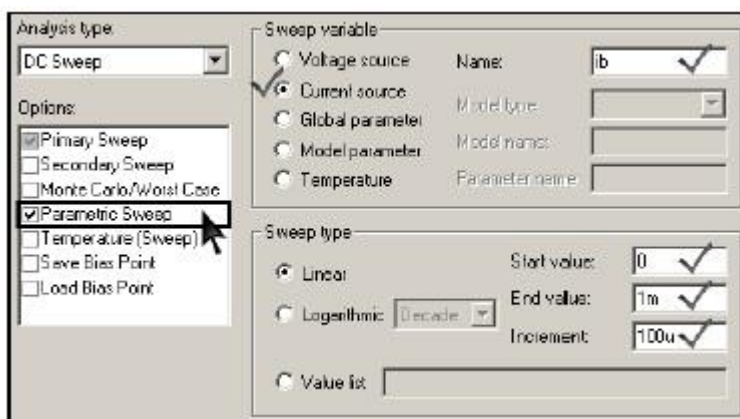 Analysis type:
DC Sweep
Options:
Primary Sweep
Secondary Sweep
Monte Carlo/Worst Case
Parametric Sweep
Temperature (Sweep)
Save Bias Point
Load Bias Point
Sweep variable
Voltage source
Current source
Global parameter
Model parameter
Temperature
Name:
ib
Model type:
Model name:
Parameter name:
Sweep type
Linear
Logarithmic
Decade
Value list
Start value:
0
End value:
1m
Increment:
100u